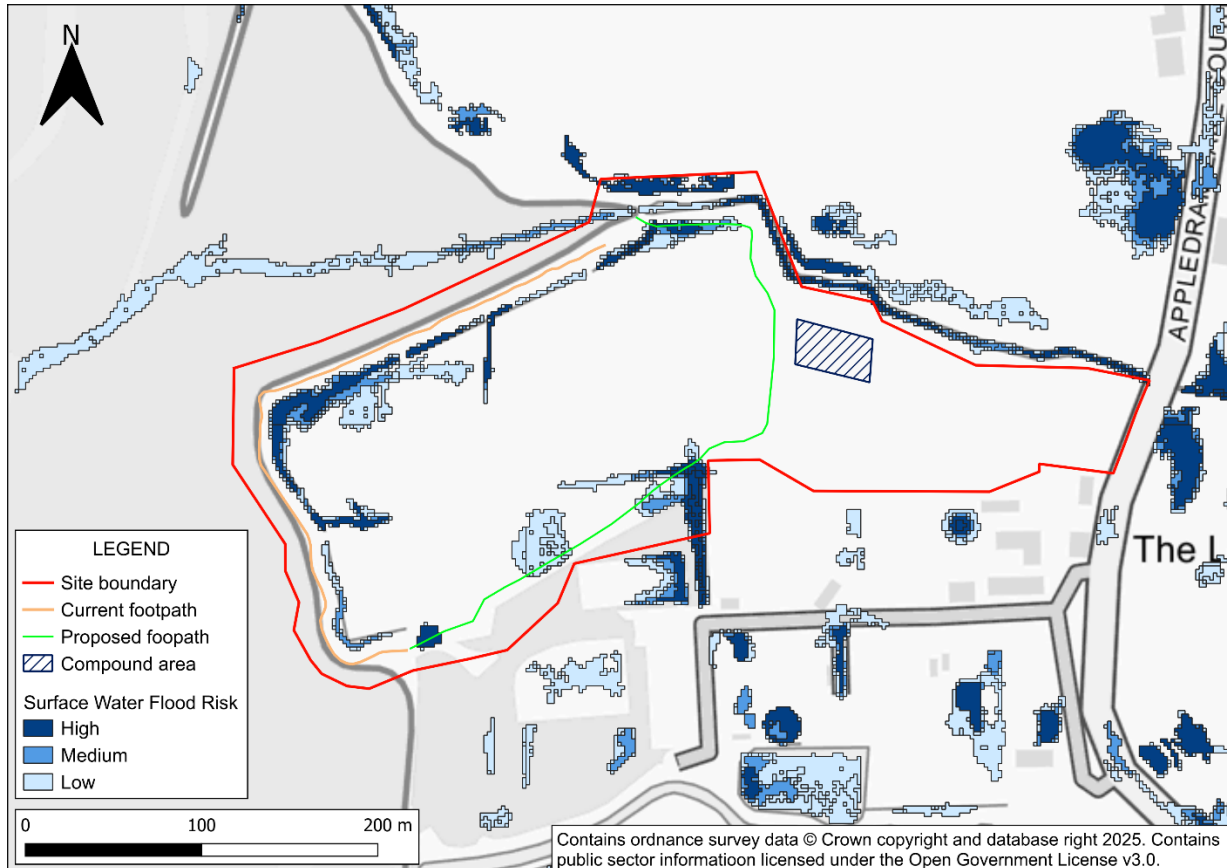 N
APPLEDRA
OU
The L
LEGEND
Site boundary
Current footpath
Proposed foopath
Compound area
Surface Water Flood Risk
High
Medium
Low
0 100 200 m
Contains ordnance survey data © Crown copyright and database right 2025. Contains
public sector informatioon licensed under the Open Government License v3.0.